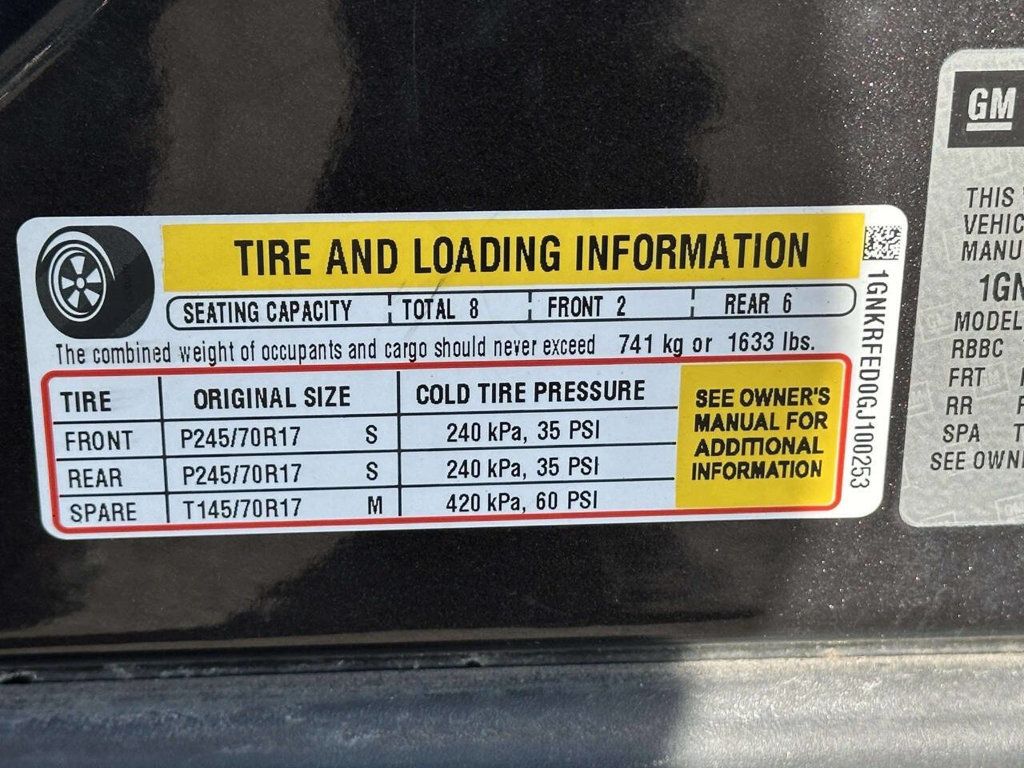 TIRE AND LOADING INFORMATION
SEATING CAPACITY TOTAL 8 FRONT 2 REAR 6
The combined weight of occupants and cargo should never exceed 741 kg or 1633 lbs.
TIRE ORIGINAL SIZE COLD TIRE PRESSURE
FRONT P245/70R17 S 240 kPa, 35 PSI
REAR P245/70R17 S 240 kPa, 35 PSI
SPARE T145/70R17 M 420 kPa, 60 PSI
SEE OWNER'S
MANUAL FOR
ADDITIONAL
INFORMATION
1GNKRFED0GJ100253
GM
THIS
VEHIC
MANU
1GN
MODEL
RBBC
FRT
RR
SPA T
SEE OWN